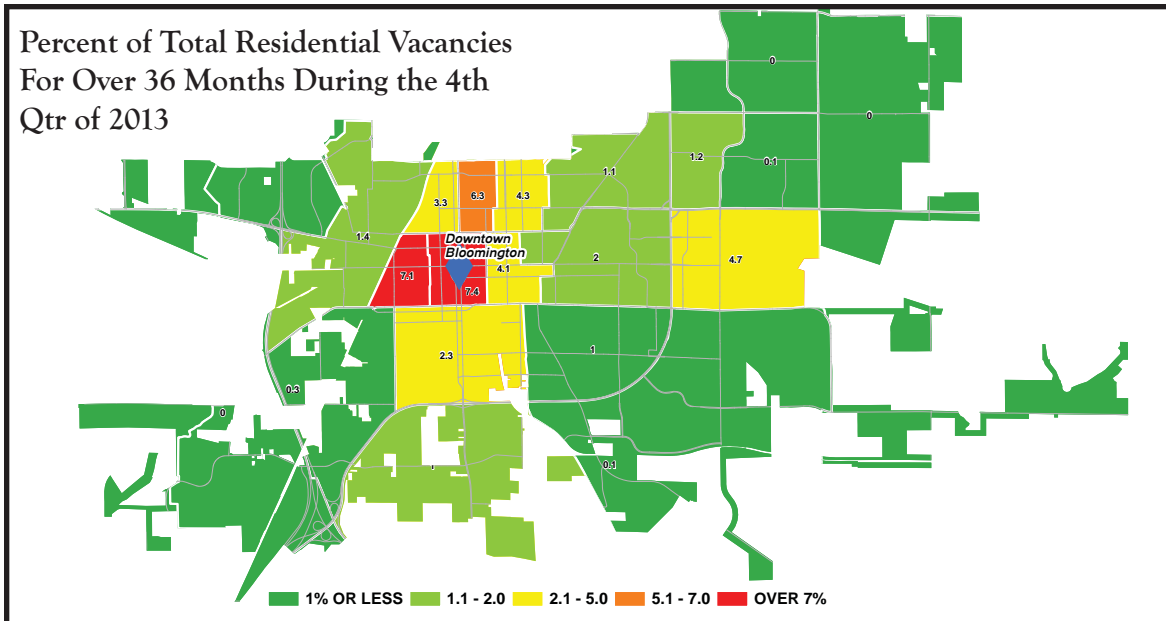 Percent of Total Residential Vacancies
For Over 36 Months During the 4th
Qtr of 2013
0
0
1.1
1.2
0.1
3.3
6.3
4.3
1.4
Downtown
Bloomington
2
4.7
7.1
7.4
4.1
2.3
1
0.3
0
0.1
1% OR LESS
1.1 - 2.0
2.1 - 5.0
5.1 - 7.0
OVER 7%